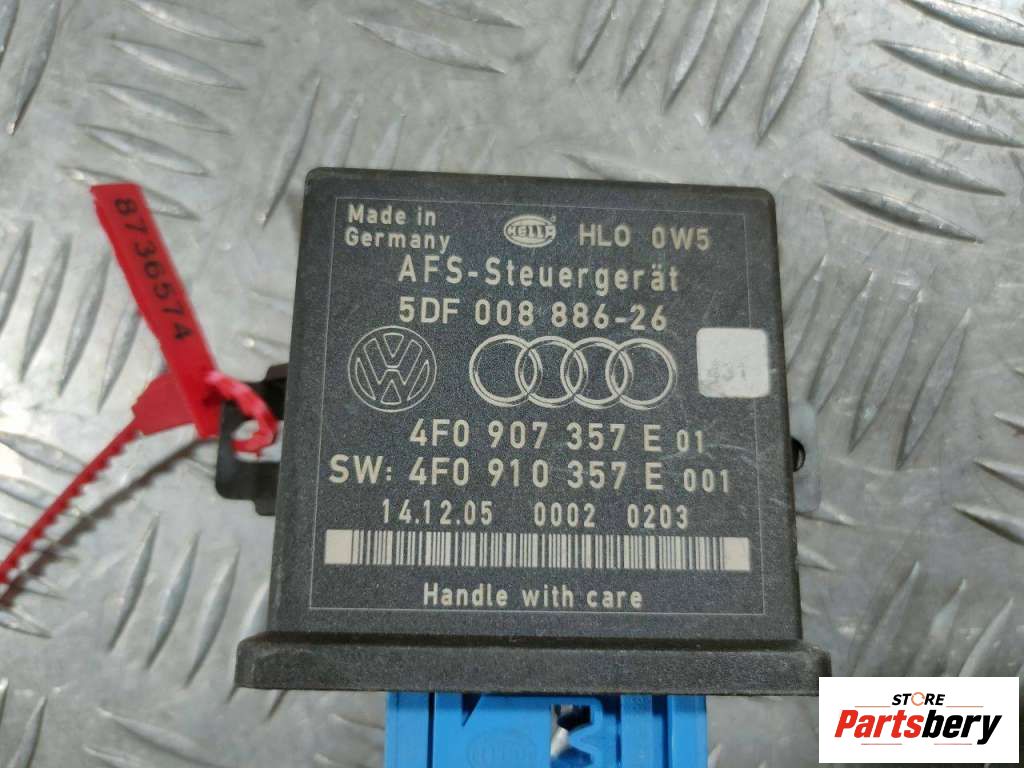 8736574
Made in
Germany
HELLA
HLO 0W5
AFS-Steuergerät
5DF 008 886-26
431
4F0 907 357 E 01
SW: 4F0 910 357 E 001
14.12.05 0002 0203
Handle with care
STORE
Partsbery